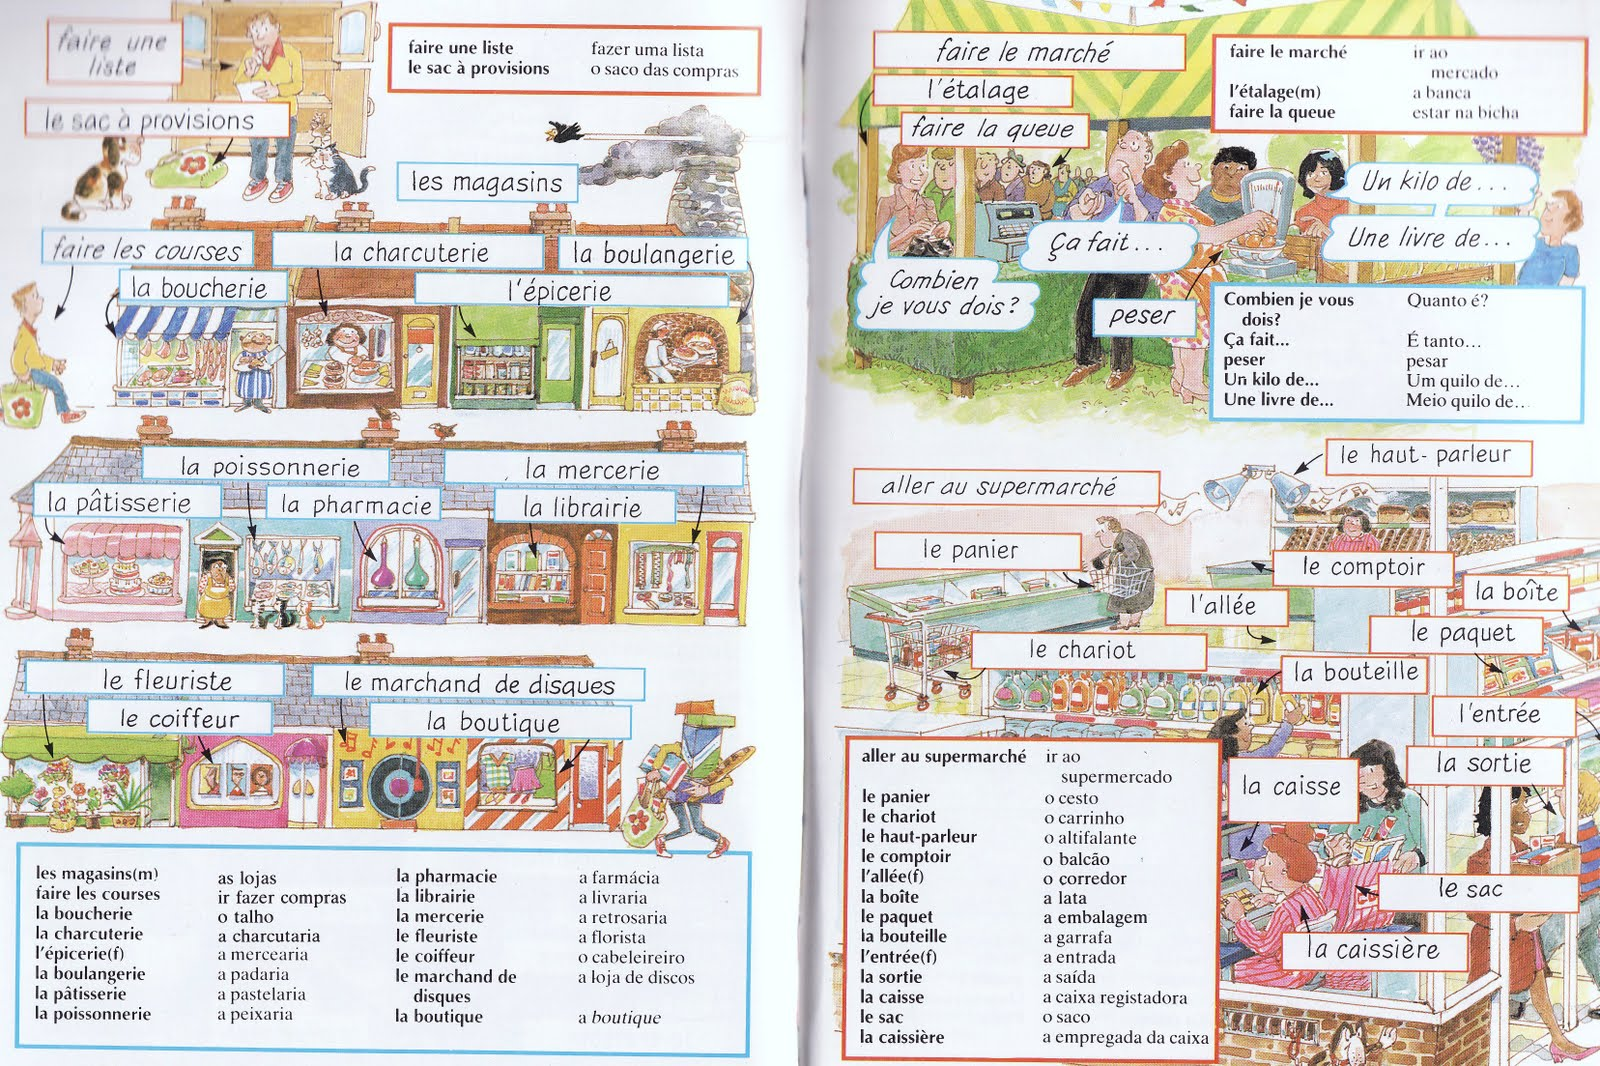 faire une
liste
faire une liste fazer uma lista
le sac à provisions o saco das compras
le sac à provisions
les magasins
faire les courses
la charcuterie
la boulangerie
la boucherie
l'épicerie
la poissonnerie
la mercerie
la pâtisserie
la pharmacie
la librairie
le fleuriste
le marchand de disques
le coiffeur
la boutique
les magasins(m) as lojas
faire les courses ir fazer compras
la boucherie o talho
la charcuterie a charcutaria
l'épicerie(f) a mercearia
la boulangerie a padaria
la pâtisserie a pastelaria
la poissonnerie a peixaria
la pharmacie a farmácia
la librairie a livraria
la mercerie a retrosaria
le fleuriste a florista
le coiffeur o cabeleireiro
le marchand de a loja de discos
disques
la boutique a boutique
faire le marché
l'étalage
faire la queue
faire le marché ir ao
mercado
l'étalage(m) a banca
faire la queue estar na bicha
Un kilo de...
Une livre de...
Ça fait...
Combien
je vous dois?
peser
Combien je vous Quanto é?
dois?
Ça fait... É tanto...
peser pesar
Un kilo de... Um quilo de...
Une livre de... Meio quilo de...
le haut-parleur
aller au supermarché
le panier
le comptoir
la boîte
l'allée
le paquet
le chariot
la bouteille
l'entrée
la sortie
la caisse
le sac
la caissière
aller au supermarché ir ao
supermercado
le panier o cesto
le chariot o carrinho
le haut-parleur o altifalante
le comptoir o balcão
l'allée(f) o corredor
la boîte a lata
le paquet a embalagem
la bouteille a garrafa
l'entrée(f) a entrada
la sortie a saída
la caisse a caixa registadora
le sac o saco
la caissière a empregada da caixa